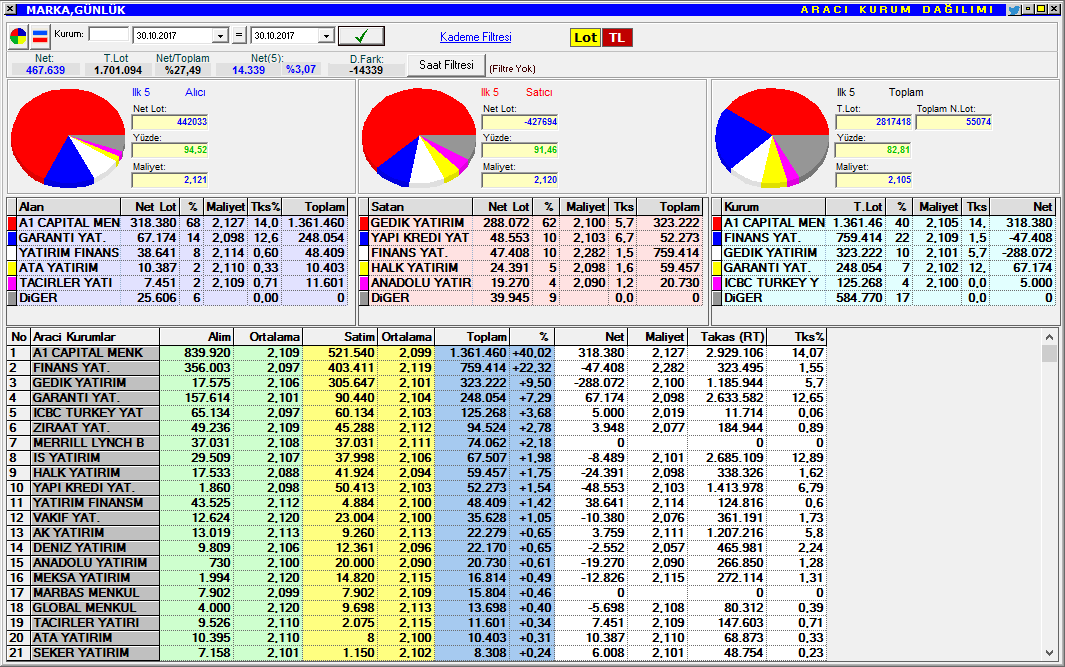 MARKA,GÜNLÜK ARACI KURUM DAĞILIMI
Kurum: 30.10.2017 = 30.10.2017 Kademe Filtresi Lot TL
Net: T.Lot Net/Toplam Net(5): D.Fark: Saat Filtresi (Filtre Yok)
467.639 1.701.094 %27,49 14.339 %3,07 -14339
Ilk 5 Alıcı
Net Lot:
442033
Yüzde:
94,52
Maliyet:
2,121
Ilk 5 Satıcı
Net Lot:
-427694
Yüzde:
91,46
Maliyet:
2,120
Ilk 5 Toplam
T.Lot: Toplam N.Lot:
2817418 55074
Yüzde:
82,81
Maliyet:
2,105
Alan Net Lot % Maliyet Tks% Toplam
A1 CAPITAL MEN 318.380 68 2,127 14,0 1.361.460
GARANTI YAT. 67.174 14 2,098 12,6 248.054
YATIRIM FINANS 38.641 8 2,114 0,60 48.409
ATA YATIRIM 10.387 2 2,110 0,33 10.403
TACIRLER YATI 7.451 2 2,109 0,71 11.601
DiGER 25.606 6 0,00 0
Satan Net Lot % Maliyet Tks Toplam
GEDIK YATIRIM 288.072 62 2,100 5,7 323.222
YAPI KREDI YAT 48.553 10 2,103 6,7 52.273
FINANS YAT. 47.408 10 2,282 1,5 759.414
HALK YATIRIM 24.391 5 2,098 1,6 59.457
ANADOLU YATIR 19.270 4 2,090 1,2 20.730
DiGER 39.945 9 0,0 0
Kurum T.Lot % Maliyet Tks Net
A1 CAPITAL MEN 1.361.46 40 2,105 14, 318.380
FINANS YAT. 759.414 22 2,109 1,5 -47.408
GEDIK YATIRIM 323.222 10 2,101 5,7 -288.072
GARANTI YAT. 248.054 7 2,102 12, 67.174
ICBC TURKEY Y 125.268 4 2,100 0,0 5.000
DiGER 584.770 17 0,0 0
No Araci Kurumlar Alim Ortalama Satim Ortalama Toplam % Net Maliyet Takas (RT) Tks%
1 A1 CAPITAL MENK 839.920 2,109 521.540 2,099 1.361.460 +40,02 318.380 2,127 2.929.106 14,07
2 FINANS YAT. 356.003 2,097 403.411 2,119 759.414 +22,32 -47.408 2,282 323.495 1,55
3 GEDIK YATIRIM 17.575 2,106 305.647 2,101 323.222 +9,50 -288.072 2,100 1.185.944 5,7
4 GARANTI YAT. 157.614 2,101 90.440 2,104 248.054 +7,29 67.174 2,098 2.633.582 12,65
5 ICBC TURKEY YAT 65.134 2,097 60.134 2,103 125.268 +3,68 5.000 2,019 11.714 0,06
6 ZIRAAT YAT. 49.236 2,109 45.288 2,112 94.524 +2,78 3.948 2,077 184.944 0,89
7 MERRILL LYNCH B 37.031 2,108 37.031 2,111 74.062 +2,18 0 0 0
8 IS YATIRIM 29.509 2,107 37.998 2,106 67.507 +1,98 -8.489 2,101 2.685.109 12,89
9 HALK YATIRIM 17.533 2,088 41.924 2,094 59.457 +1,75 -24.391 2,098 338.326 1,62
10 YAPI KREDI YAT. 1.860 2,098 50.413 2,103 52.273 +1,54 -48.553 2,103 1.413.978 6,79
11 YATIRIM FINANSM 43.525 2,112 4.884 2,100 48.409 +1,42 38.641 2,114 124.816 0,6
12 VAKIF YAT. 12.624 2,120 23.004 2,100 35.628 +1,05 -10.380 2,076 361.191 1,73
13 AK YATIRIM 13.019 2,113 9.260 2,113 22.279 +0,65 3.759 2,111 1.207.216 5,8
14 DENIZ YATIRIM 9.809 2,106 12.361 2,096 22.170 +0,65 -2.552 2,057 465.981 2,24
15 ANADOLU YATIRIM 730 2,100 20.000 2,090 20.730 +0,61 -19.270 2,090 266.850 1,28
16 MEKSA YATIRIM 1.994 2,120 14.820 2,115 16.814 +0,49 -12.826 2,115 272.114 1,31
17 MARBAS MENKUL 7.902 2,099 7.902 2,109 15.804 +0,46 0 0 0
18 GLOBAL MENKUL 4.000 2,120 9.698 2,113 13.698 +0,40 -5.698 2,108 80.312 0,39
19 TACIRLER YATIRI 9.526 2,110 2.075 2,115 11.601 +0,34 7.451 2,109 147.603 0,71
20 ATA YATIRIM 10.395 2,110 8 2,100 10.403 +0,31 10.387 2,110 68.873 0,33
21 SEKER YATIRIM 7.158 2,101 1.150 2,102 8.308 +0,24 6.008 2,101 48.754 0,23